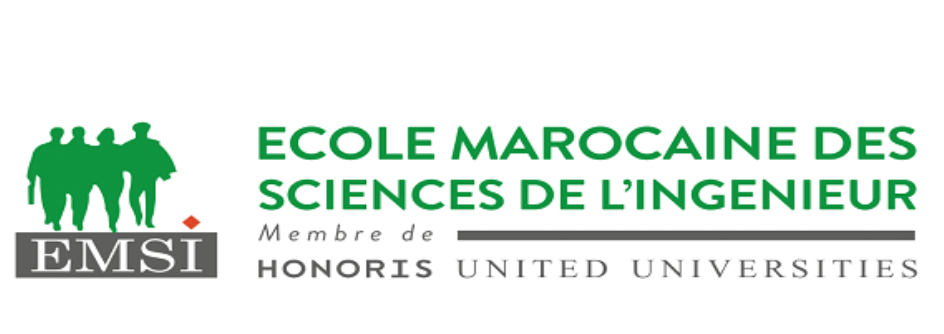 EMSI
ECOLE MAROCAINE DES
SCIENCES DE L'INGENIEUR
Membre de
HONORIS UNITED UNIVERSITIES